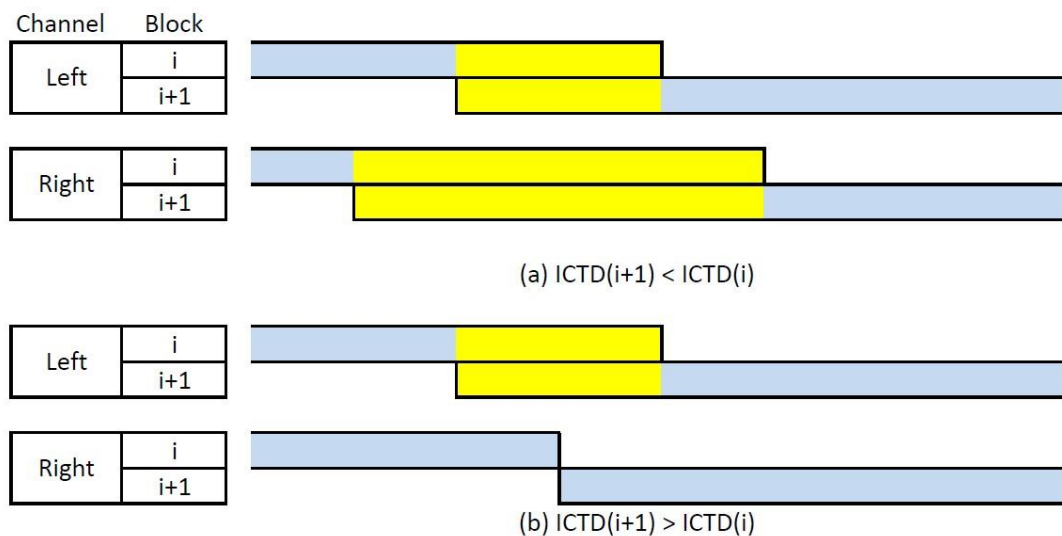 Channel Block
Left i
i+1
Right i
i+1
(a) ICTD(i+1) < ICTD(i)
Left i
i+1
Right i
i+1
(b) ICTD(i+1) > ICTD(i)